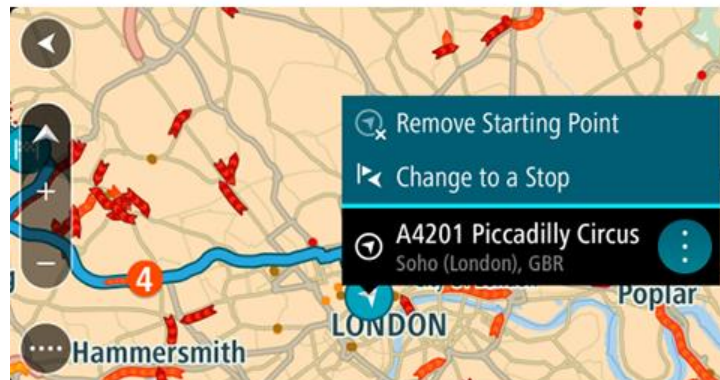 Remove Starting Point
Change to a Stop
A4201 Piccadilly Circus
Soho (London), GBR
4
Poplar
LONDON
Hammersmith